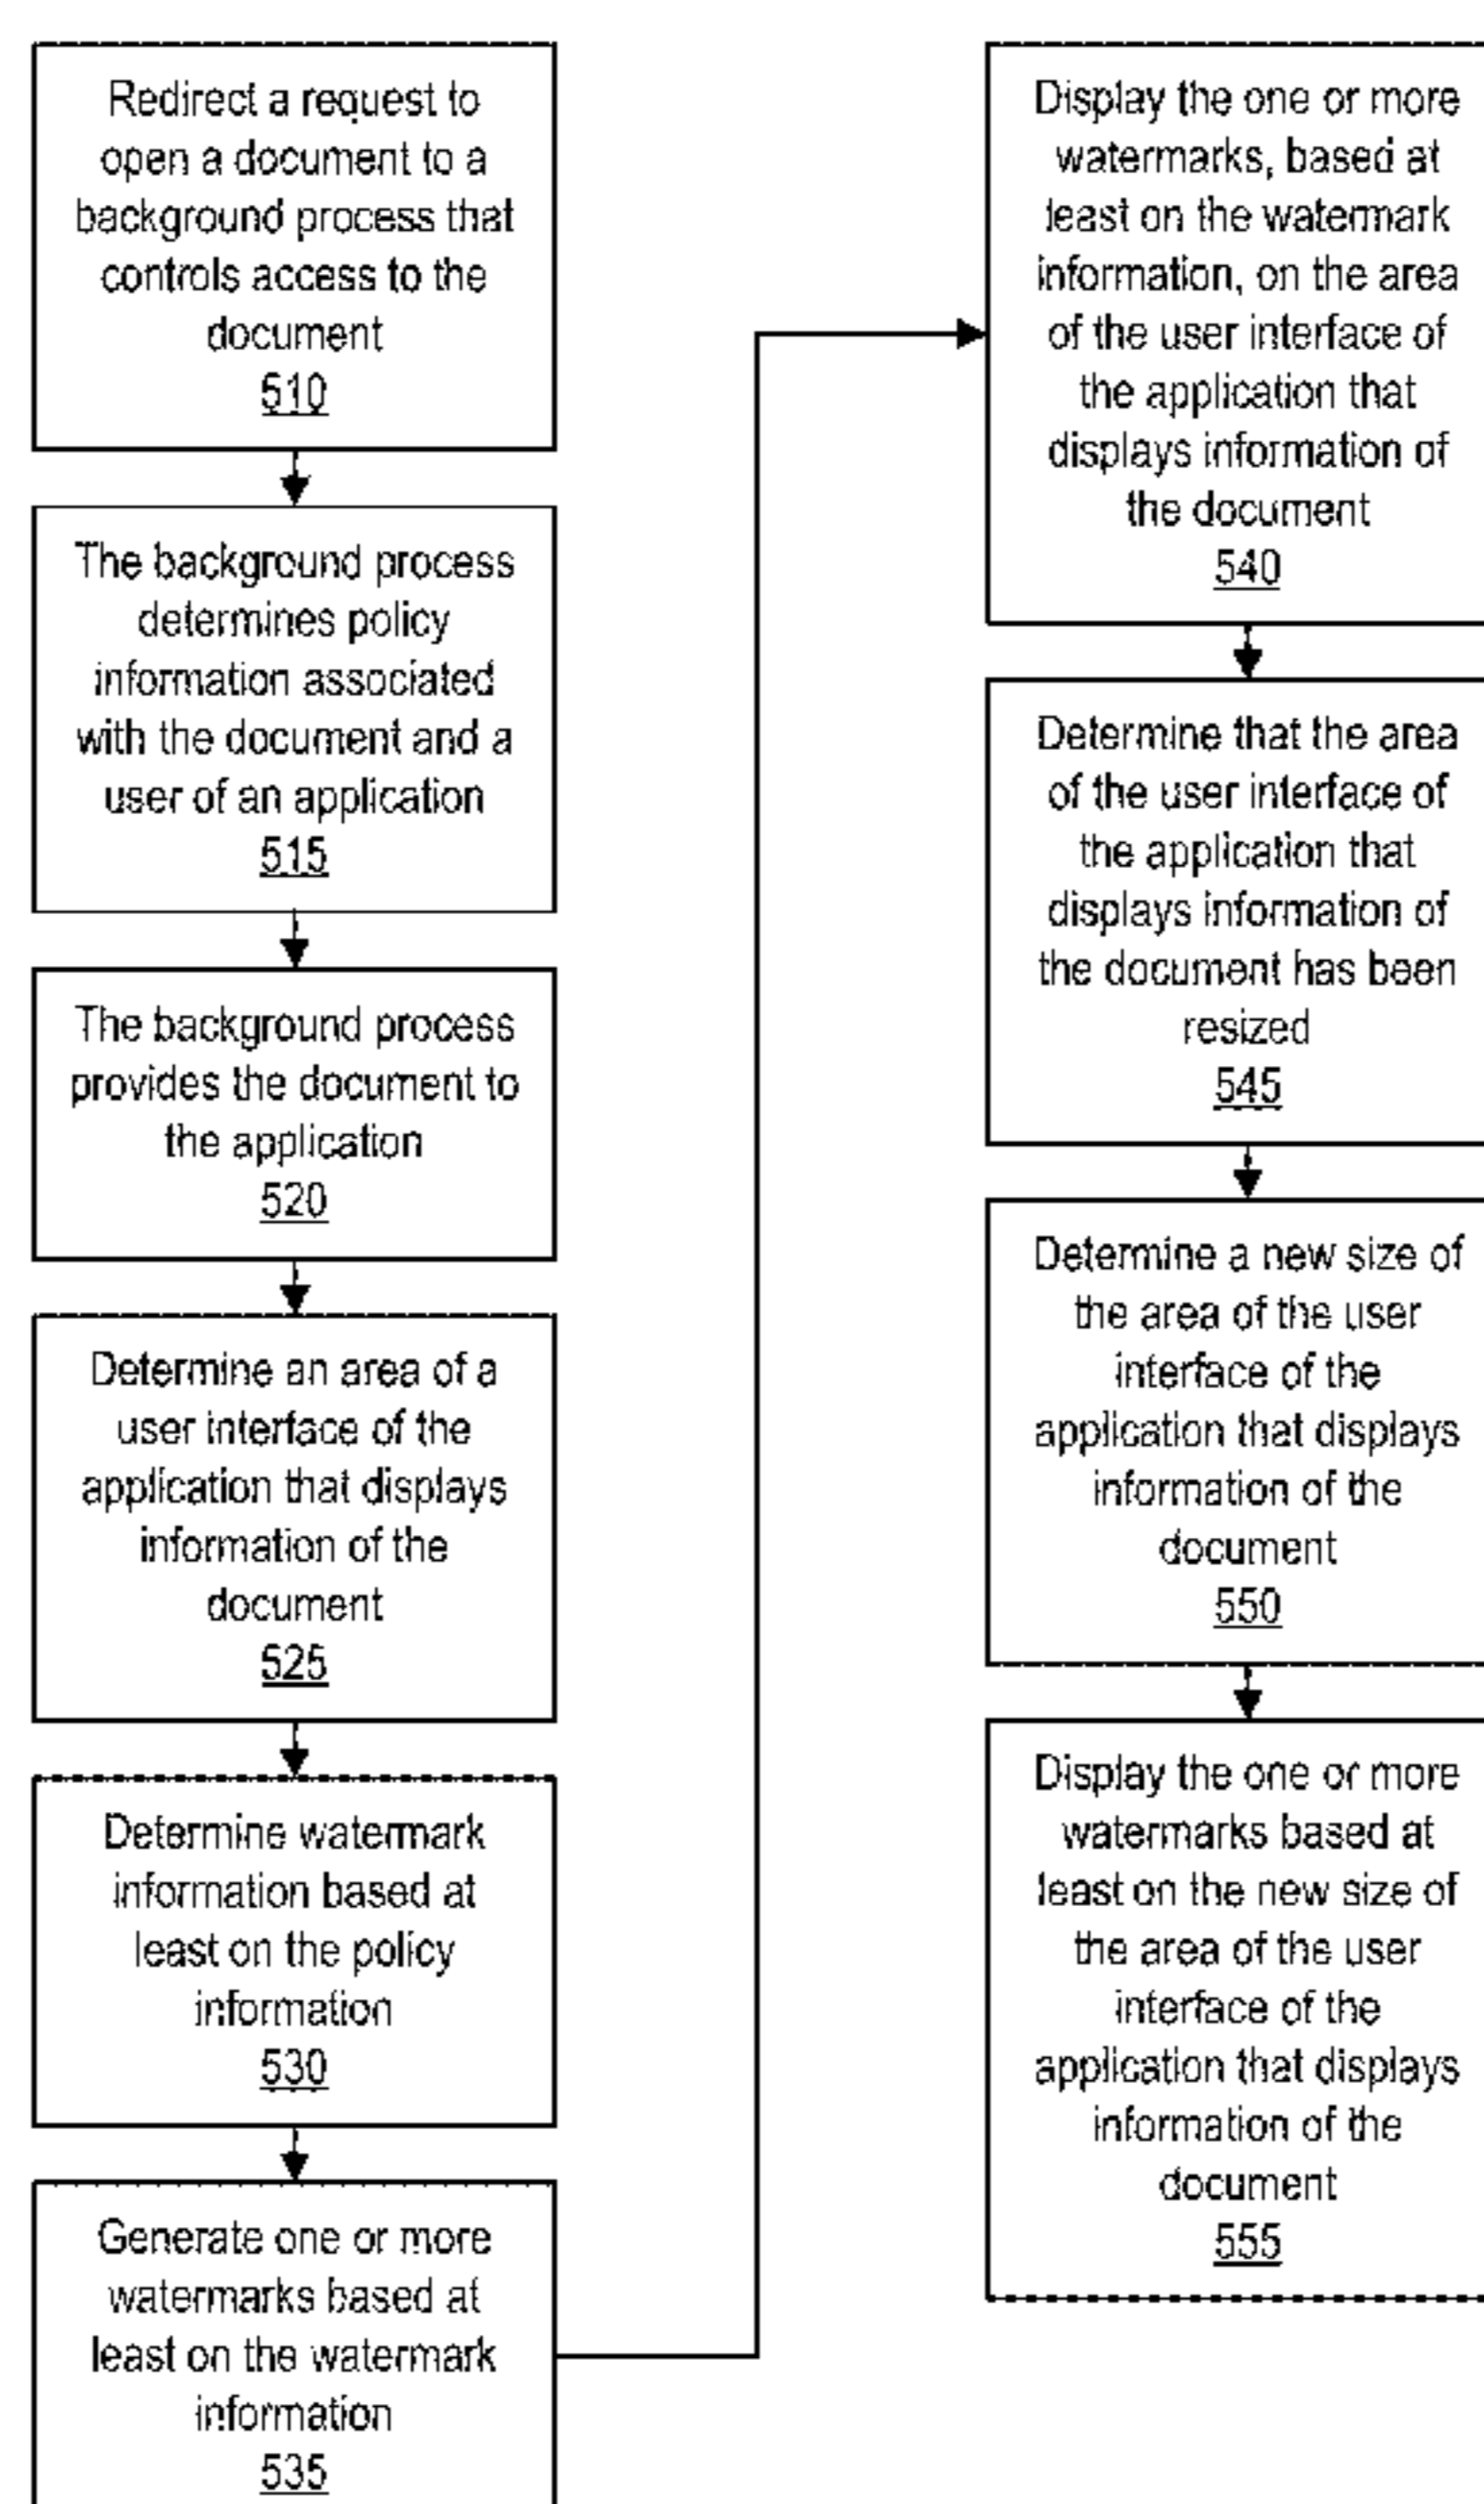 Redirect a request to
open a document to a
background process that
controls access to the
document
510
The background process
determines policy
information associated
with the document and a
user of an application
515
The background process
provides the document to
the application
520
Determine an area of a
user interface of the
application that displays
information of the
document
525
Determine watermark
information based at
least on the policy
information
530
Generate one or more
watermarks based at
least on the watermark
information
535
Display the one or more
watermarks, based at
least on the watermark
information, on the area
of the user interface of
the application that
displays information of
the document
540
Determine that the area
of the user interface of
the application that
displays information of
the document has been
resized
545
Determine a new size of
the area of the user
interface of the
application that displays
information of the
document
550
Display the one or more
watermarks based at
least on the new size of
the area of the user
interface of the
application that displays
information of the
document
555